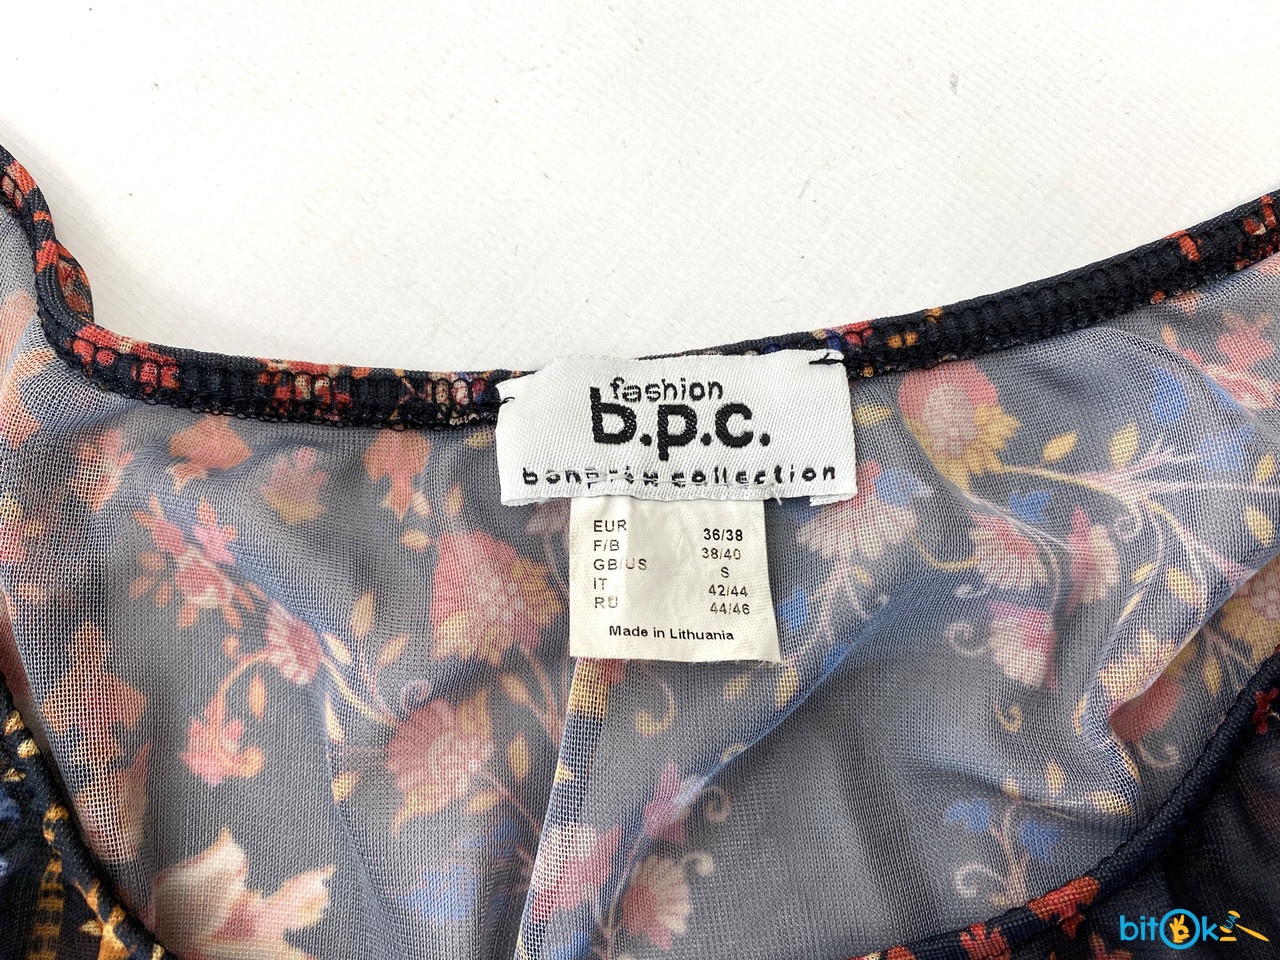 fashion
b.p.c.
bonprix collection
EUR 36/38
F/B 38/40
GB/US S
IT 42/44
RU 44/46
Made in Lithuania
bitOk